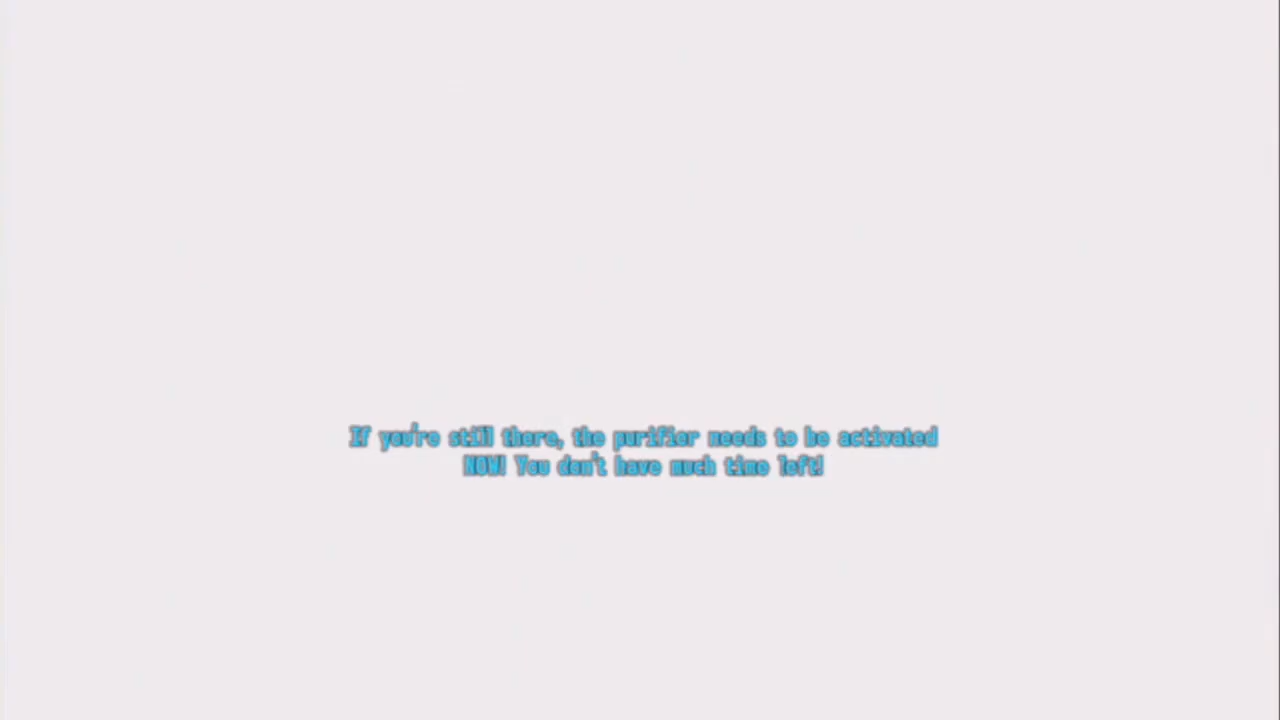 If you're still there, the purifier needs to be activated
NOW! You don't have much time left!